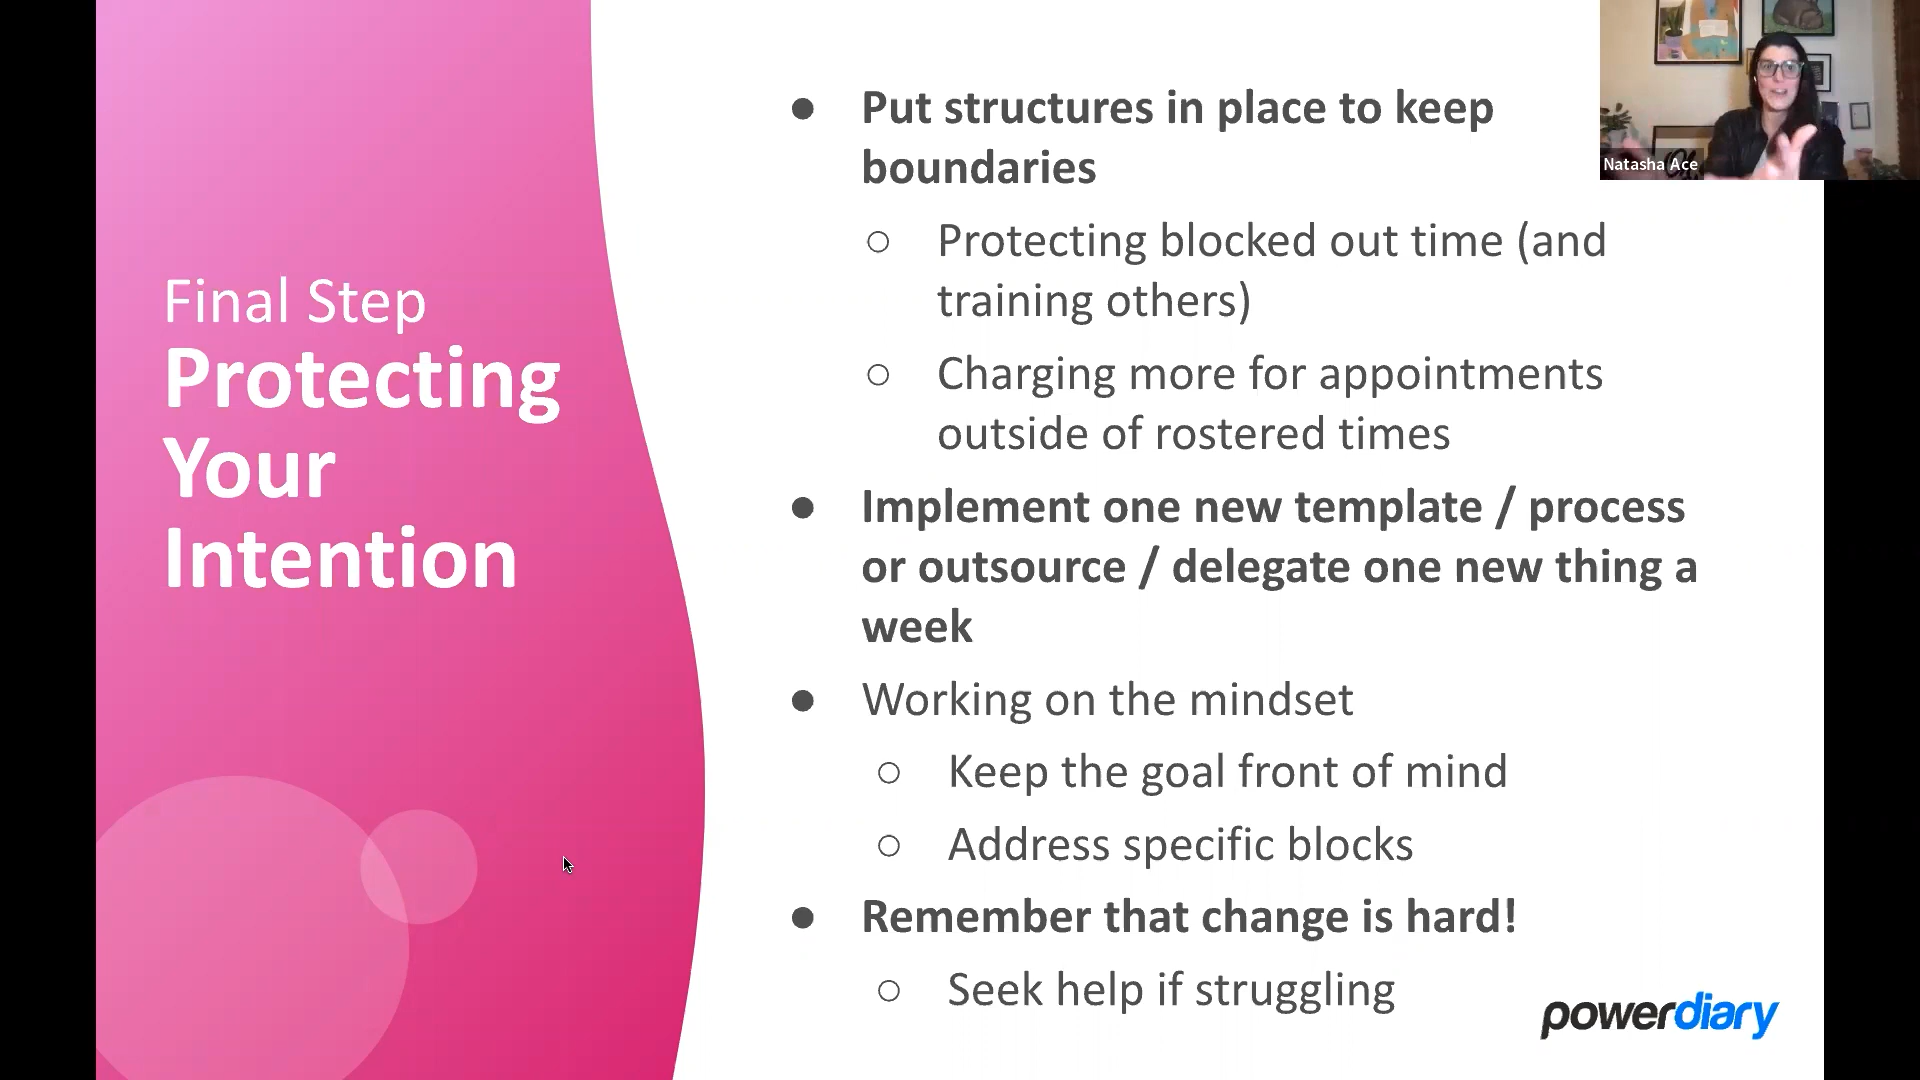 Final Step
Protecting
Your
Intention
● Put structures in place to keep
boundaries
○ Protecting blocked out time (and
training others)
○ Charging more for appointments
outside of rostered times
● Implement one new template / process
or outsource / delegate one new thing a
week
● Working on the mindset
○ Keep the goal front of mind
○ Address specific blocks
● Remember that change is hard!
○ Seek help if struggling
Natasha Ace
powerdiary